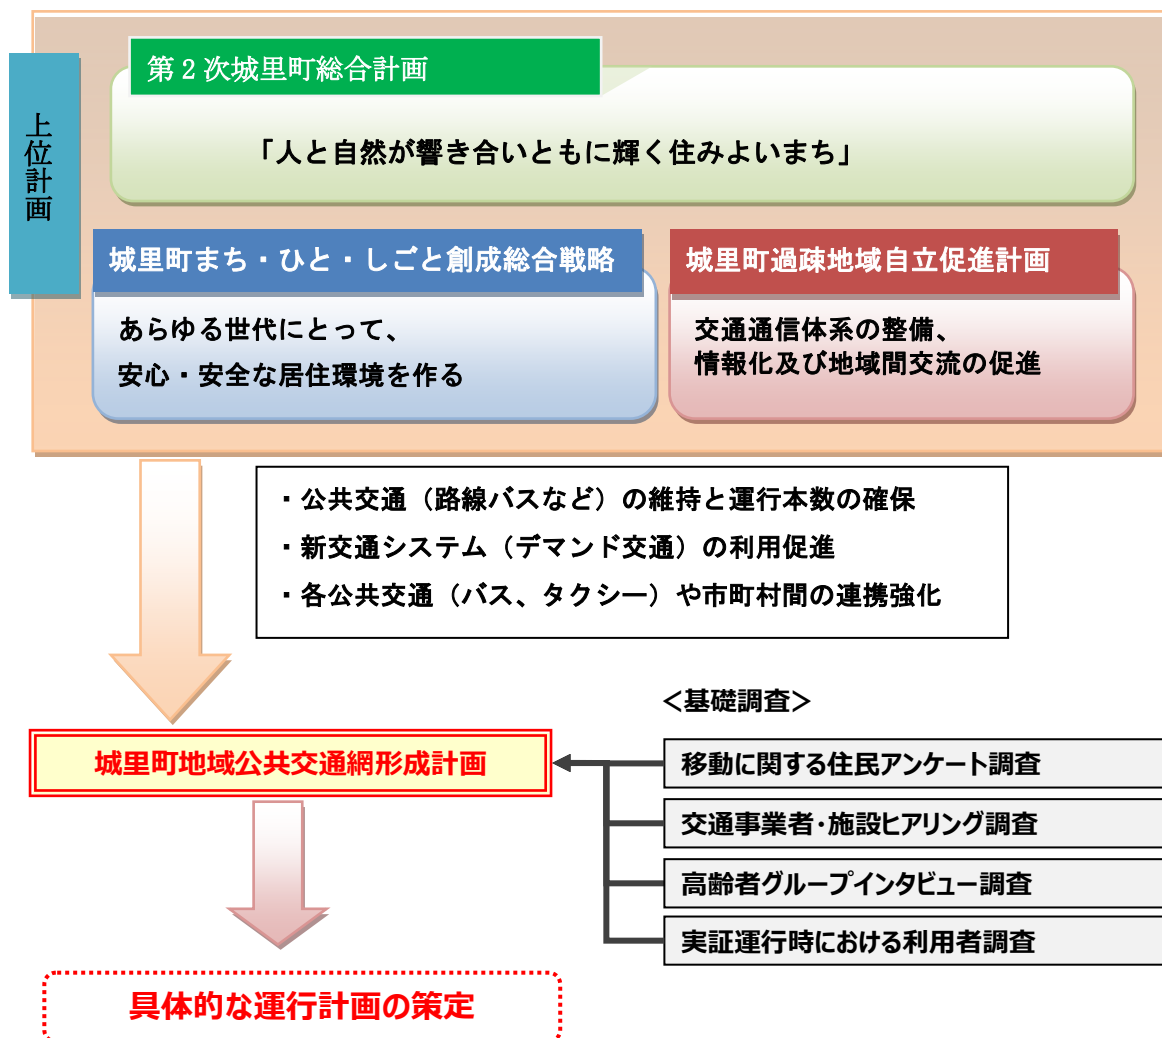 上位計画
第2次城里町総合計画
「人と自然が響き合いともに輝く住みよいまち」
城里町まち・ひと・しごと創成総合戦略
あらゆる世代にとって、
安心・安全な居住環境を作る
城里町過疎地域自立促進計画
交通通信体系の整備、
情報化及び地域間交流の促進
・公共交通（路線バスなど）の維持と運行本数の確保
・新交通システム（デマンド交通）の利用促進
・各公共交通（バス、タクシー）や市町村間の連携強化
城里町地域公共交通網形成計画
＜基礎調査＞
移動に関する住民アンケート調査
交通事業者・施設ヒアリング調査
高齢者グループインタビュー調査
実証運行時における利用者調査
具体的な運行計画の策定